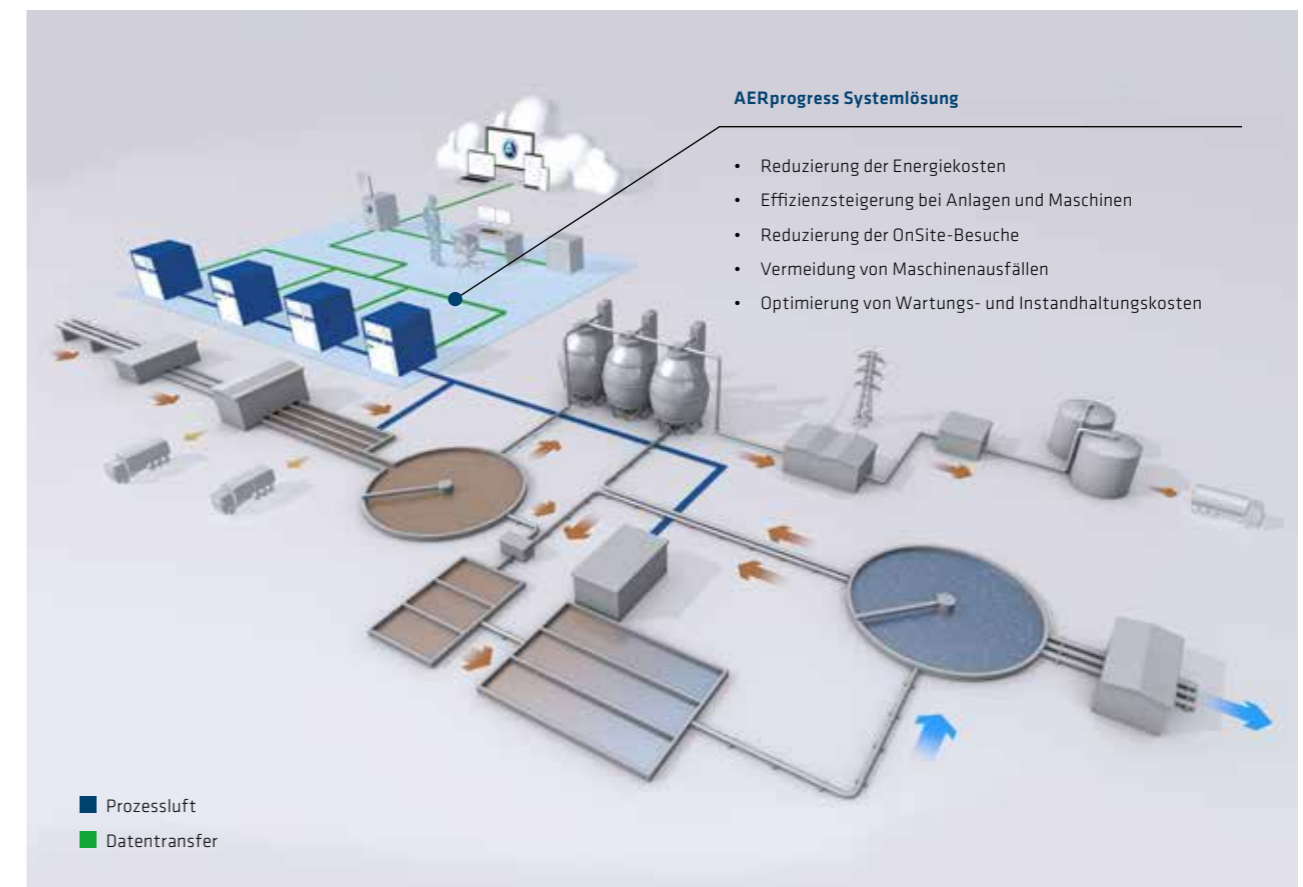 AERprogress Systemlösung
• Reduzierung der Energiekosten
• Effizienzsteigerung bei Anlagen und Maschinen
• Reduzierung der OnSite-Besuche
• Vermeidung von Maschinenausfällen
• Optimierung von Wartungs- und Instandhaltungskosten
Prozessluft
Datentransfer